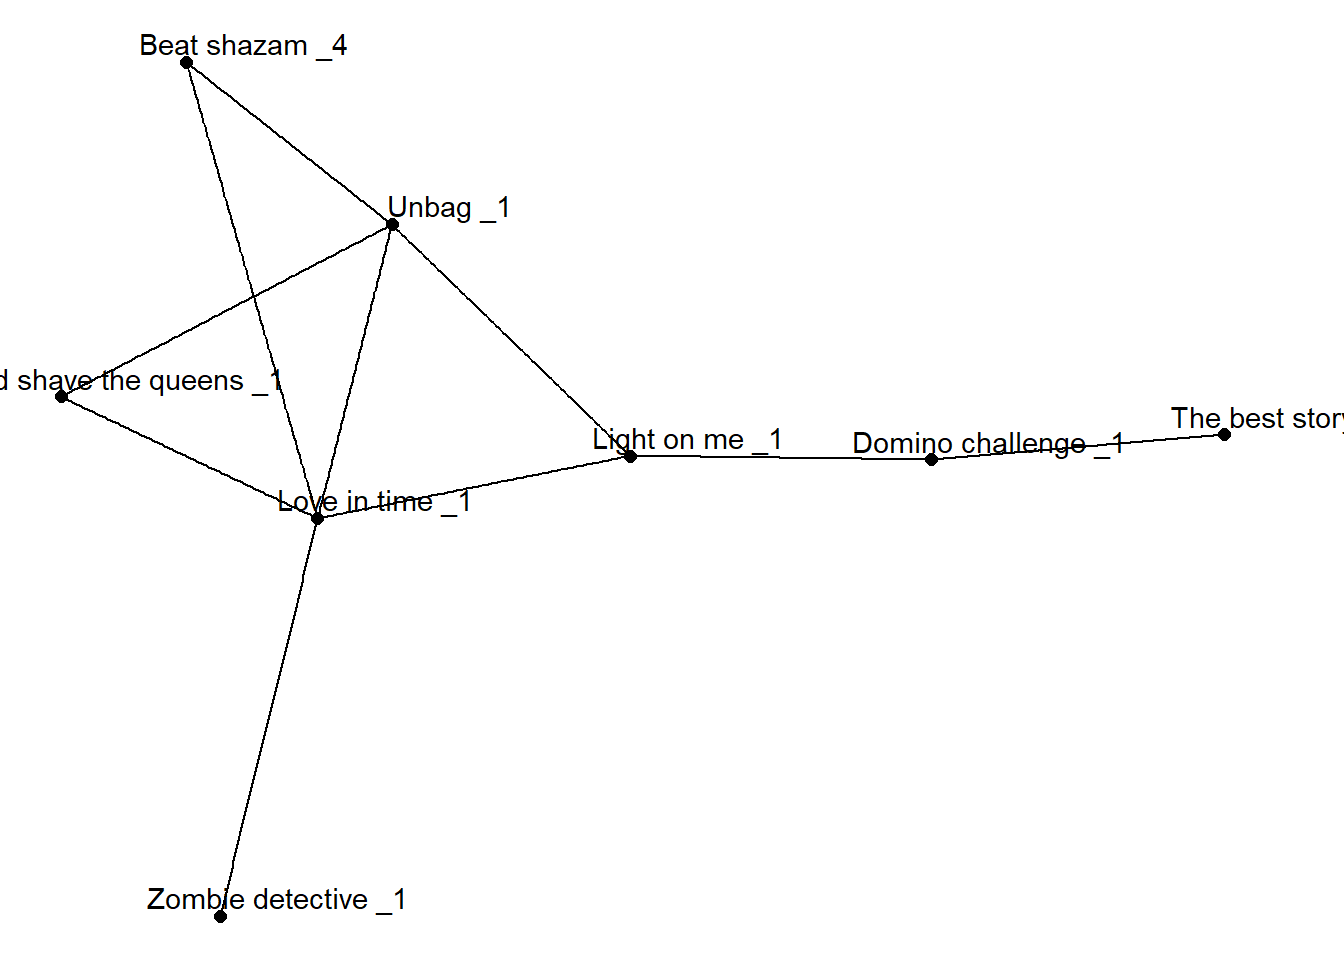 Beat shazam _4
Unbag _1
shave the queens _1
The best story
Light on me _1
Domino challenge _1
Love in time _1
Zombie detective _1